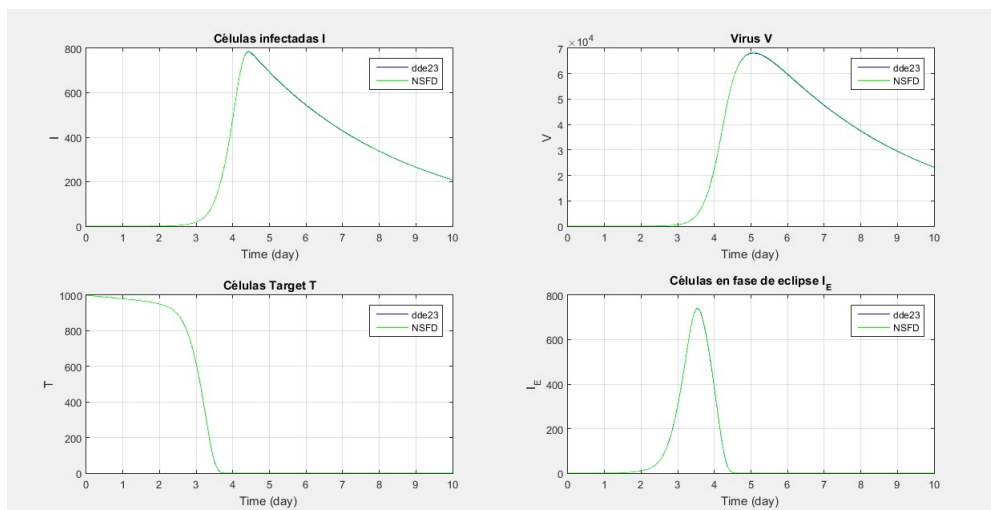 Células infectadas I
800
600
400
200
0
I
0 1 2 3 4 5 6 7 8 9 10
Time (day)
dde23
NSFD
Virus V
×10^4
7
6
5
4
3
2
1
0
V
0 1 2 3 4 5 6 7 8 9 10
Time (day)
dde23
NSFD
Células Target T
1000
800
600
400
200
0
T
0 1 2 3 4 5 6 7 8 9 10
Time (day)
dde23
NSFD
Células en fase de eclipse I_E
800
600
400
200
0
I_E
0 1 2 3 4 5 6 7 8 9 10
Time (day)
dde23
NSFD